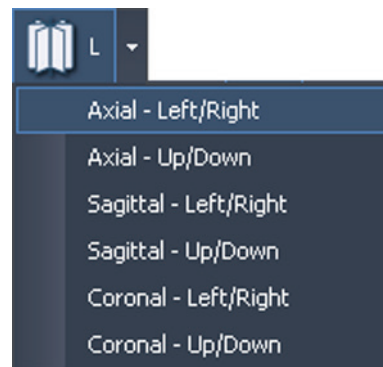 L
Axial - Left/Right
Axial - Up/Down
Sagittal - Left/Right
Sagittal - Up/Down
Coronal - Left/Right
Coronal - Up/Down